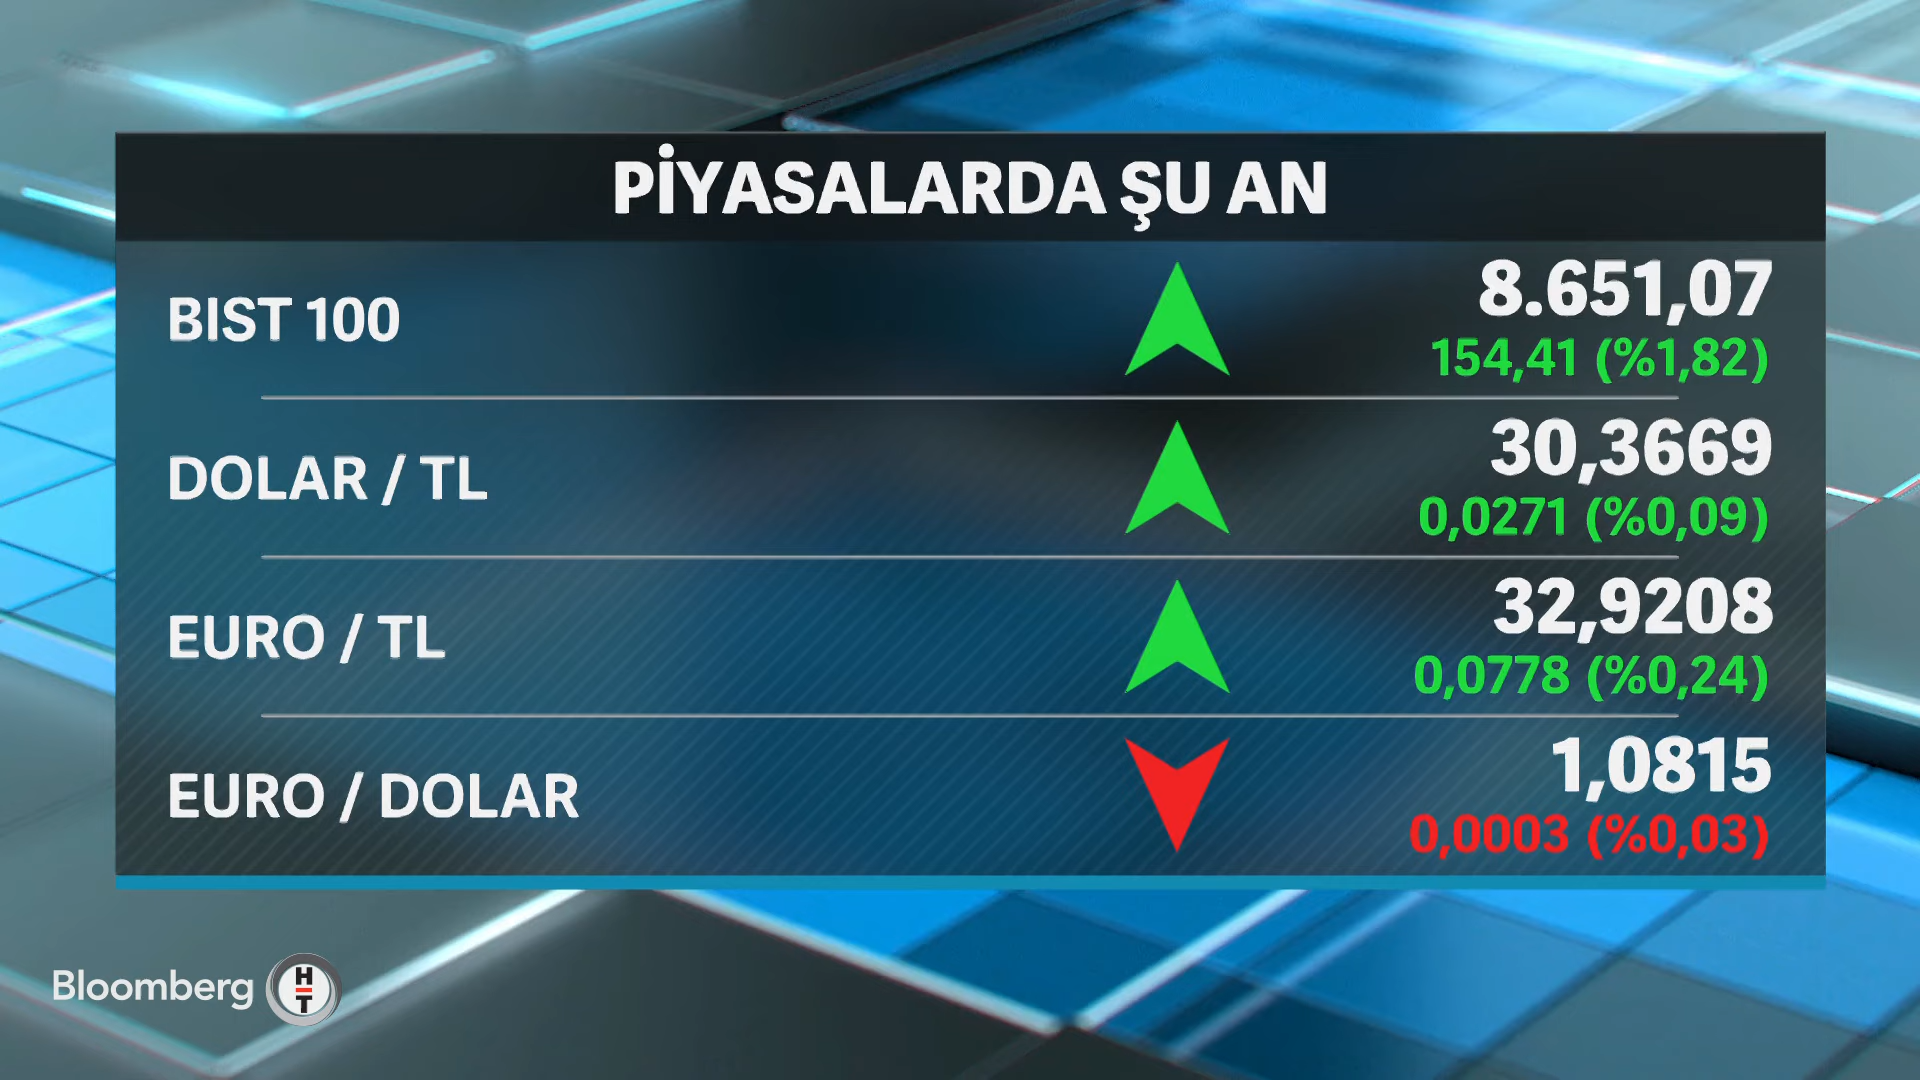 PİYASALARDA ŞU AN
BIST 100
8.651,07
154,41 (%1,82)
DOLAR / TL
30,3669
0,0271 (%0,09)
EURO / TL
32,9208
0,0778 (%0,24)
EURO / DOLAR
1,0815
0,0003 (%0,03)
Bloomberg HT